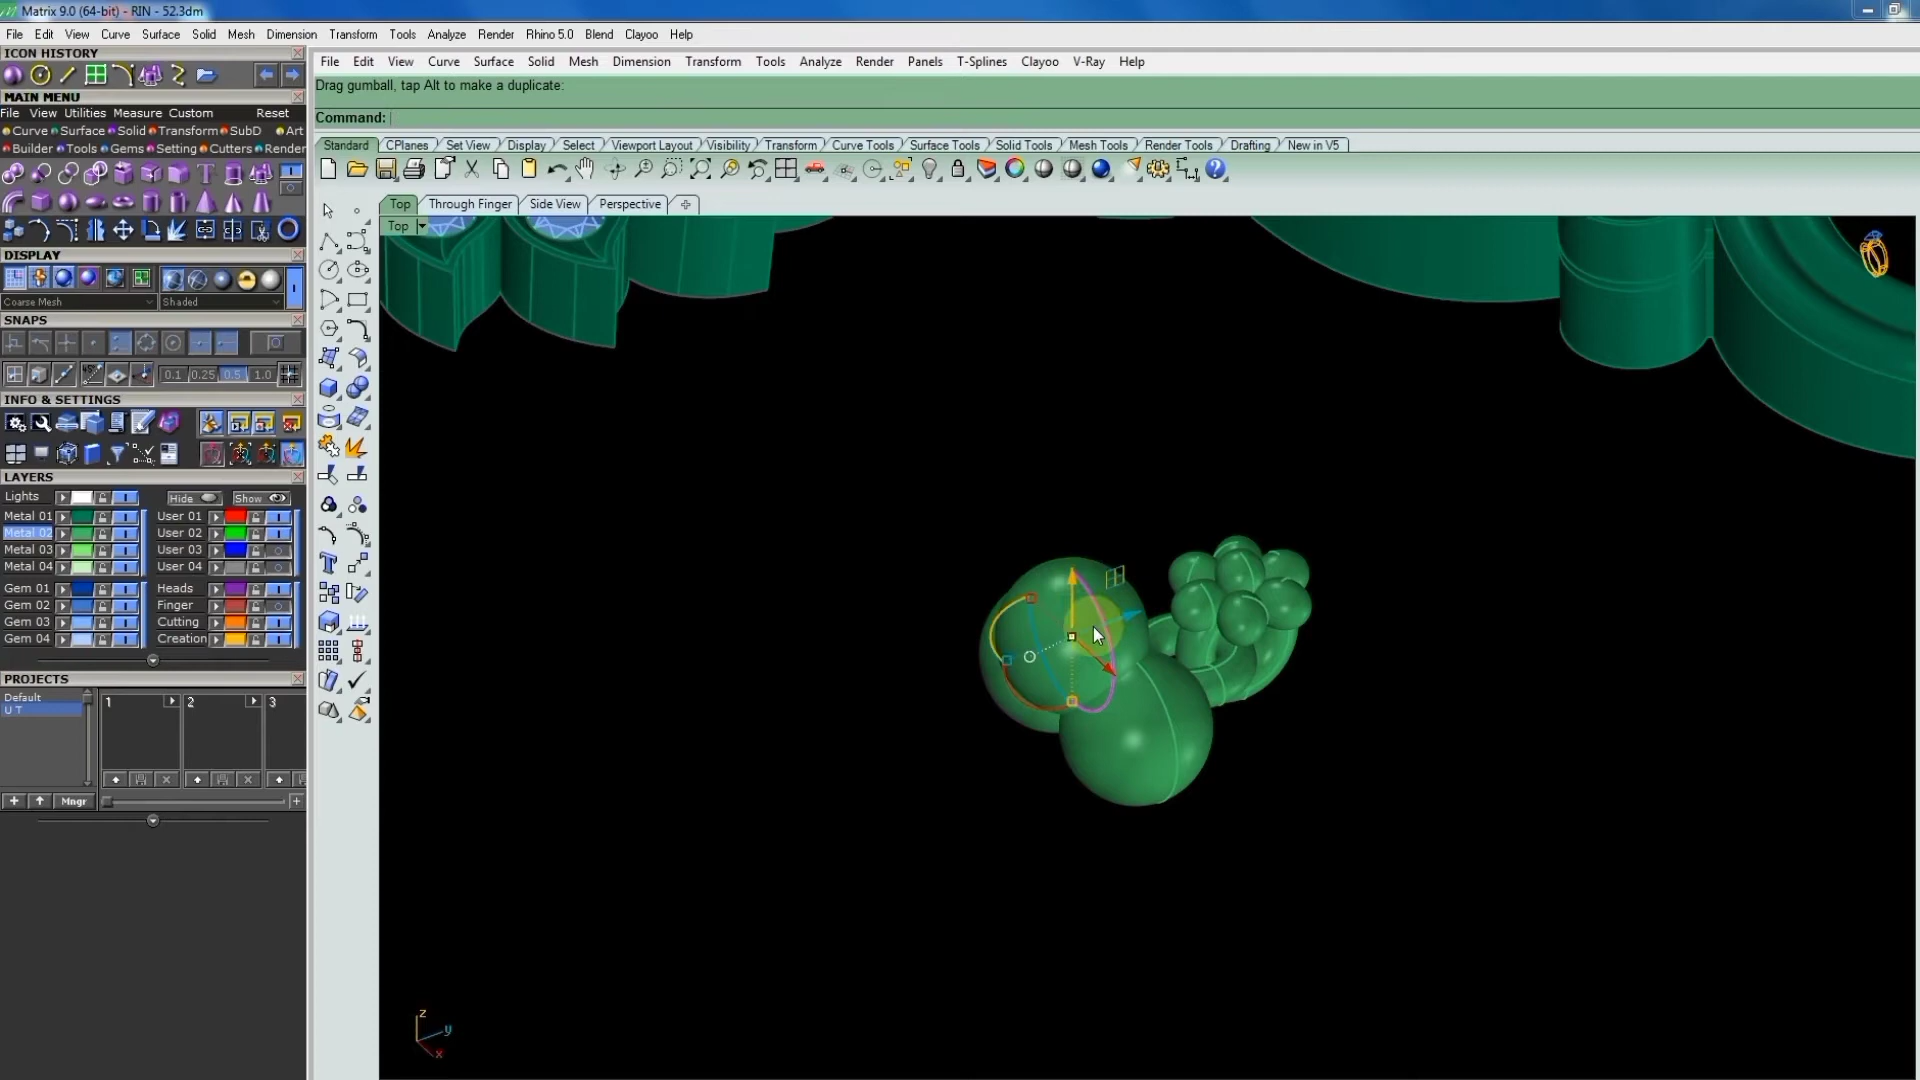 Matrix 9.0 (64-bit) - RIN - 52.3dm
File Edit View Curve Surface Solid Mesh Dimension Transform Tools Analyze Render Rhino 5.0 Blend Clayoo Help
ICON HISTORY
MAIN MENU
File View Utilities Measure Custom Reset
Curve Surface Solid Transform SubD Art
Builder Tools Gems Setting Cutters Render
DISPLAY
Coarse Mesh Shaded
SNAPS
0.1 0.25 0.5 1.0
INFO & SETTINGS
LAYERS
Lights Hide Show
Metal 01 User 01
Metal 02 User 02
Metal 03 User 03
Metal 04 User 04
Gem 01 Heads
Gem 02 Finger
Gem 03 Cutting
Gem 04 Creation
PROJECTS
Default
U T
1 2 3
Mngr
File Edit View Curve Surface Solid Mesh Dimension Transform Tools Analyze Render Panels T-Splines Clayoo V-Ray Help
Drag gumball, tap Alt to make a duplicate:
Command:
Standard CPlanes Set View Display Select Viewport Layout Visibility Transform Curve Tools Surface Tools Solid Tools Mesh Tools Render Tools Drafting New in V5
Top Through Finger Side View Perspective
Top
z
y
x